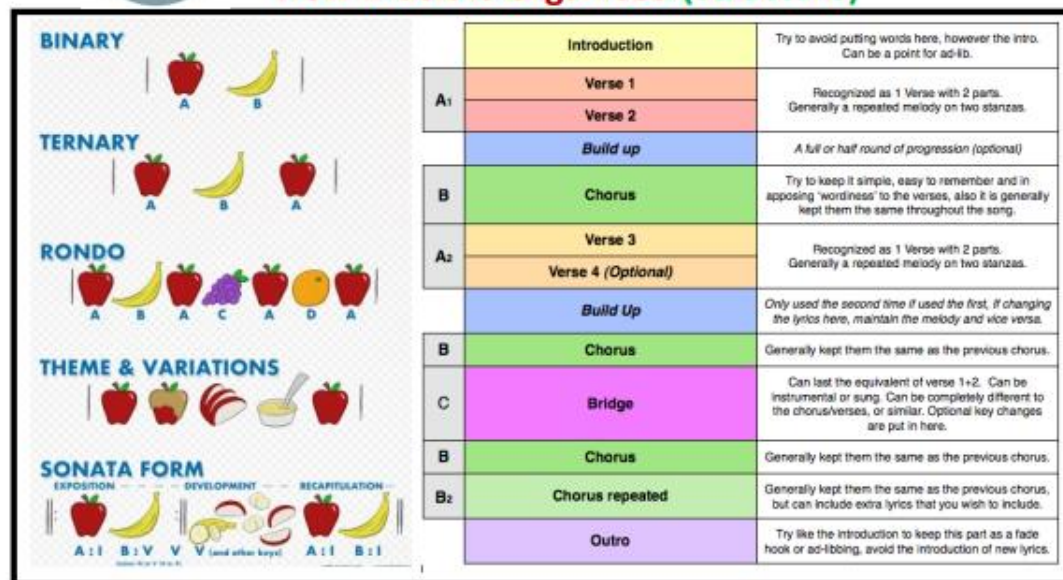 BINARY
A B
TERNARY
A B A
RONDO
A B A C A D A
THEME & VARIATIONS
SONATA FORM
EXPOSITION DEVELOPMENT RECAPITULATION
A : I B : V V V (and other keys) A : I B : I
Introduction
Try to avoid putting words here, however the intro.
Can be a point for ad-lib.
A1
Verse 1
Verse 2
Recognized as 1 Verse with 2 parts.
Generally a repeated melody on two stanzas.
Build up
A full or half round of progression (optional)
B
Chorus
Try to keep it simple, easy to remember and in
apposing 'wordiness' to the verses, also it is generally
kept them the same throughout the song.
A2
Verse 3
Verse 4 (Optional)
Recognized as 1 Verse with 2 parts.
Generally a repeated melody on two stanzas.
Build Up
Only used the second time if used the first, If changing
the lyrics here, maintain the melody and vice versa.
B
Chorus
Generally kept them the same as the previous chorus.
C
Bridge
Can last the equivalent of verse 1+2. Can be
instrumental or sung. Can be completely different to
the chorus/verses, or similar. Optional key changes
are put in here.
B
Chorus
Generally kept them the same as the previous chorus.
B2
Chorus repeated
Generally kept them the same as the previous chorus,
but can include extra lyrics that you wish to include.
Outro
Try like the introduction to keep this part as a fade
hook or ad-libbing, avoid the introduction of new lyrics.